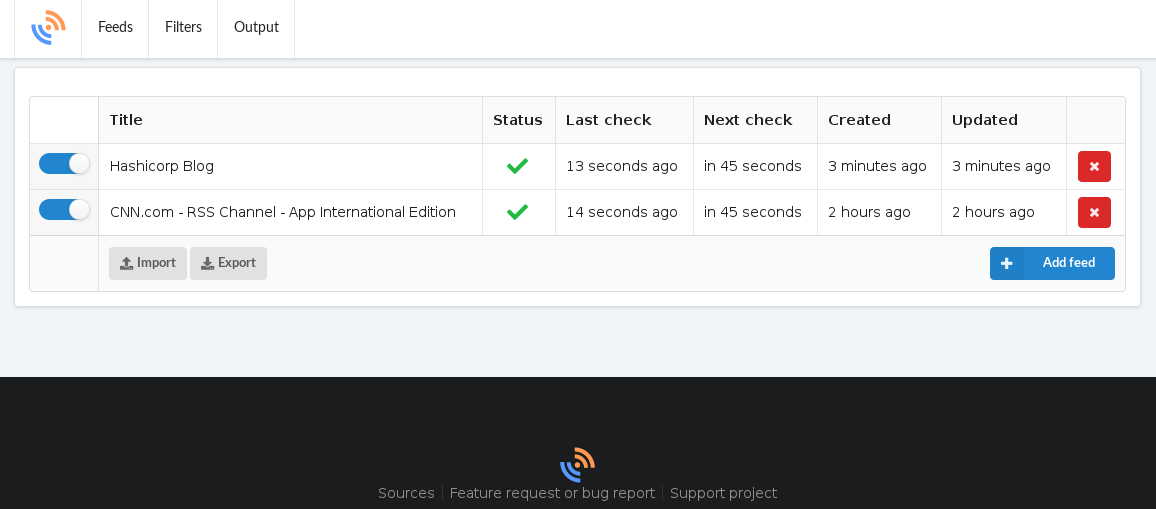 Feeds Filters Output
Title Status Last check Next check Created Updated
Hashicorp Blog 13 seconds ago in 45 seconds 3 minutes ago 3 minutes ago
CNN.com - RSS Channel - App International Edition 14 seconds ago in 45 seconds 2 hours ago 2 hours ago
Import Export Add feed
Sources Feature request or bug report Support project